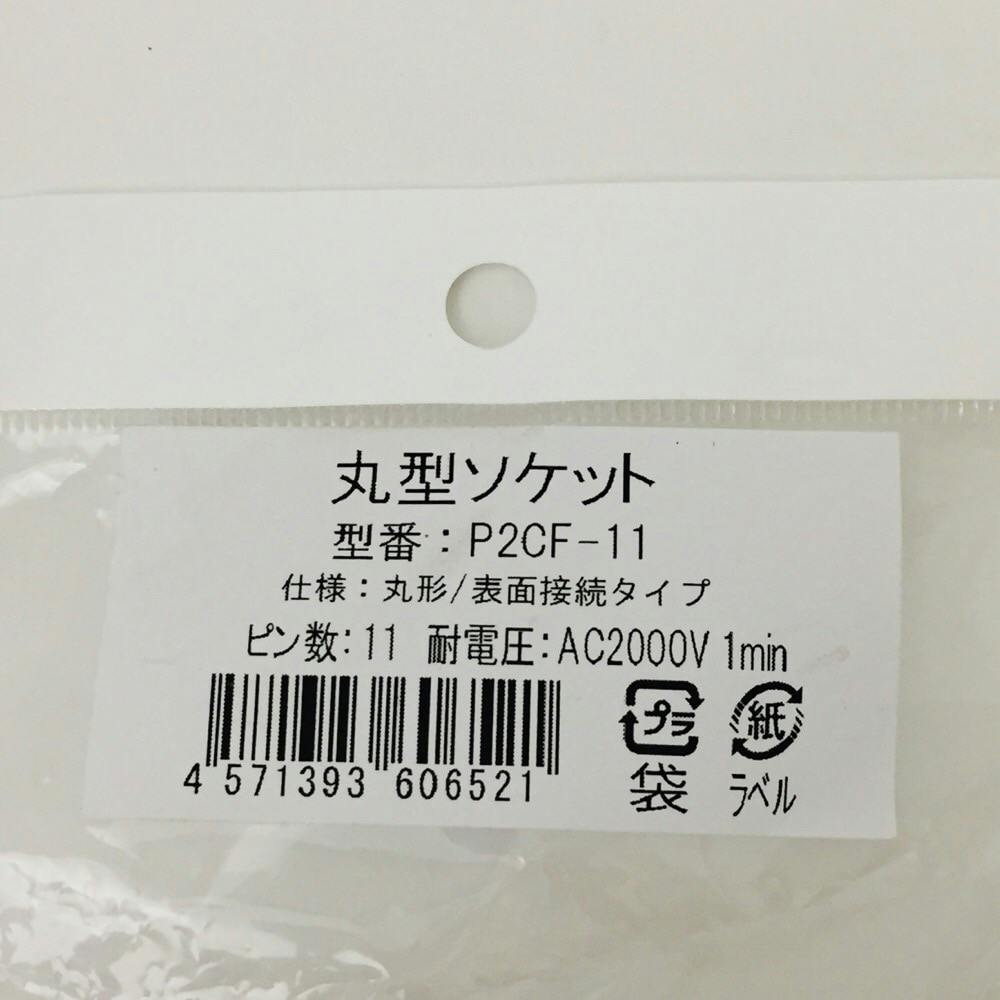 丸型ソケット
型番：P2CF-11
仕様：丸形/表面接続タイプ
ピン数：11 耐電圧：AC2000V 1min
4 571393 606521
プラ 紙
袋 ラベル